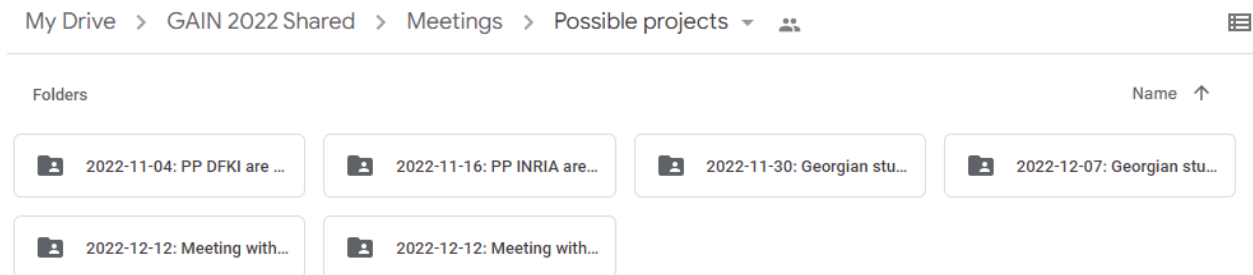 My Drive > GAIN 2022 Shared > Meetings > Possible projects
Folders Name ↑
2022-11-04: PP DFKI are ... 2022-11-16: PP INRIA are... 2022-11-30: Georgian stu... 2022-12-07: Georgian stu...
2022-12-12: Meeting with... 2022-12-12: Meeting with...